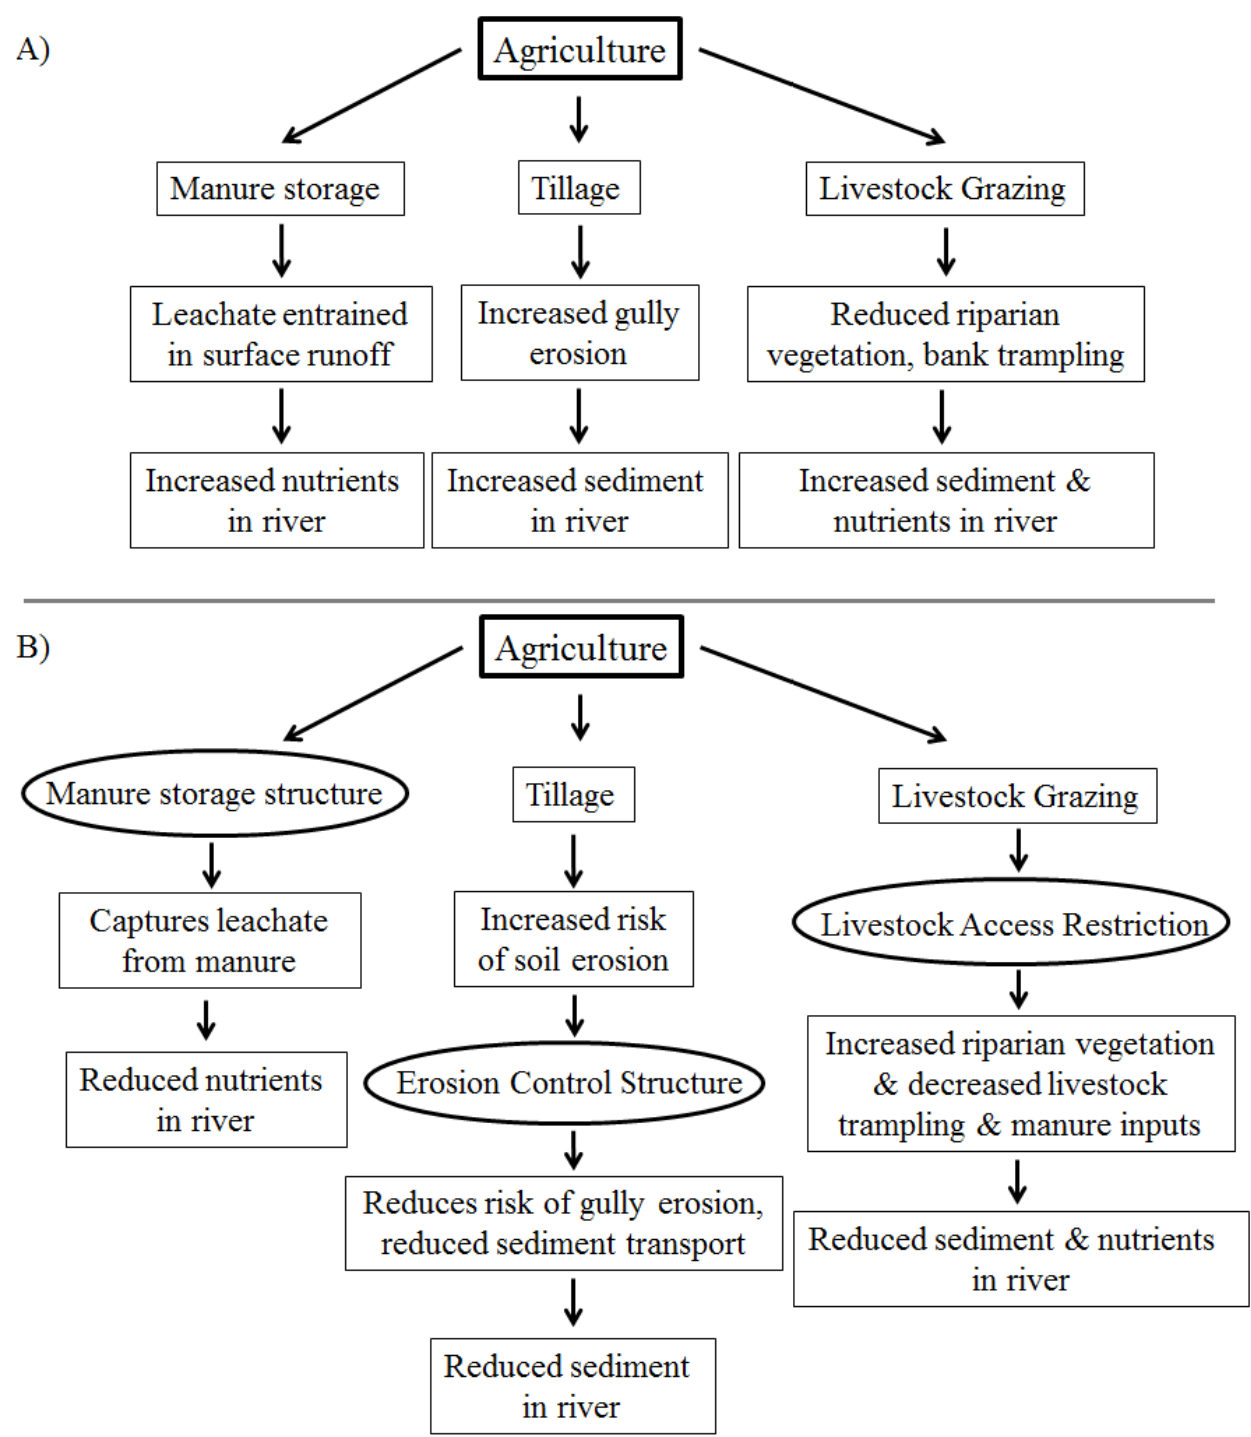 A)
Agriculture
Manure storage
Tillage
Livestock Grazing
Leachate entrained
in surface runoff
Increased gully
erosion
Reduced riparian
vegetation, bank trampling
Increased nutrients
in river
Increased sediment
in river
Increased sediment &
nutrients in river
B)
Agriculture
Manure storage structure
Tillage
Livestock Grazing
Captures leachate
from manure
Increased risk
of soil erosion
Livestock Access Restriction
Reduced nutrients
in river
Erosion Control Structure
Increased riparian vegetation
& decreased livestock
trampling & manure inputs
Reduces risk of gully erosion,
reduced sediment transport
Reduced sediment & nutrients
in river
Reduced sediment
in river